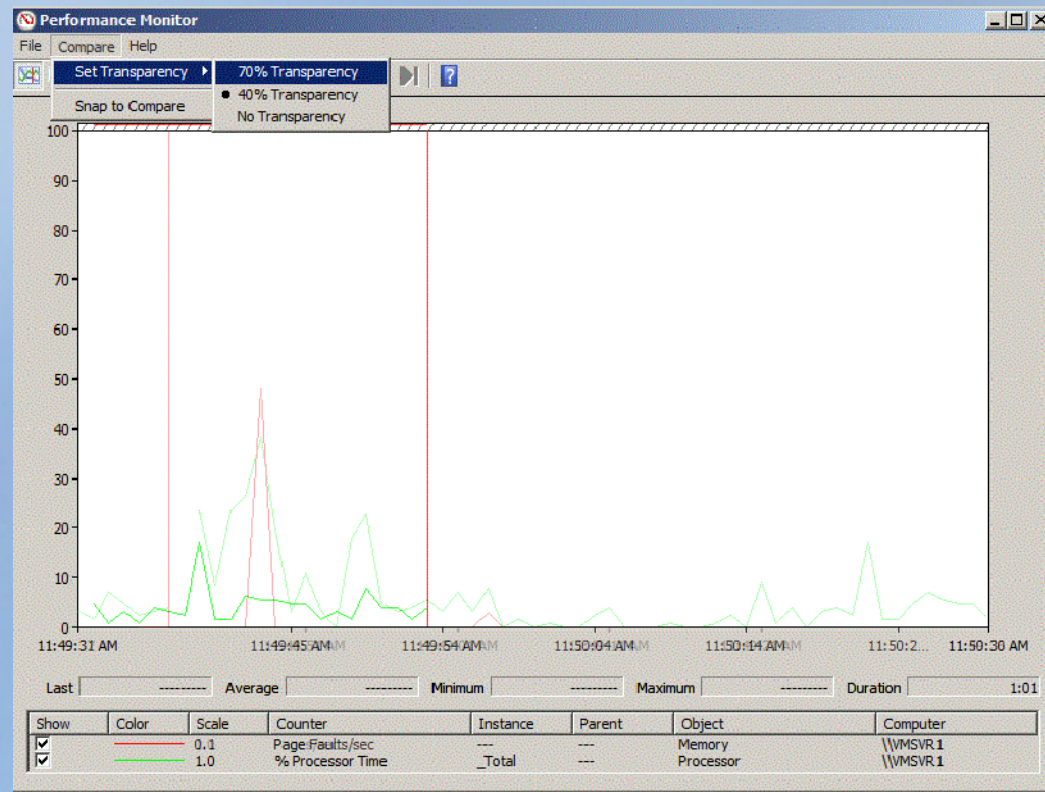 Performance Monitor
File Compare Help
Set Transparency
70% Transparency
40% Transparency
No Transparency
Snap to Compare
100
90
80
70
60
50
40
30
20
10
0
11:49:31 AM 11:49:45 AM 11:49:54 AM 11:50:04 AM 11:50:14 AM 11:50:2... 11:50:30 AM
Last --------- Average --------- Minimum --------- Maximum --------- Duration 1:01
Show Color Scale Counter Instance Parent Object Computer
0.1 Page Faults/sec --- --- Memory \\VMSVR1
1.0 % Processor Time _Total --- Processor \\VMSVR1